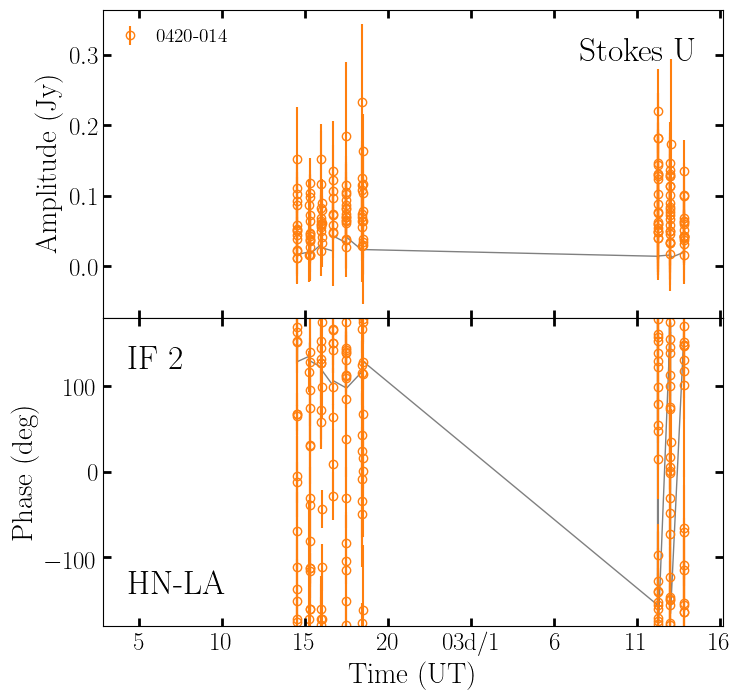 0420-014
Stokes U
Amplitude (Jy)
0.3
0.2
0.1
0.0
IF 2
HN-LA
Phase (deg)
100
0
−100
5 10 15 20 03d/1 6 11 16
Time (UT)